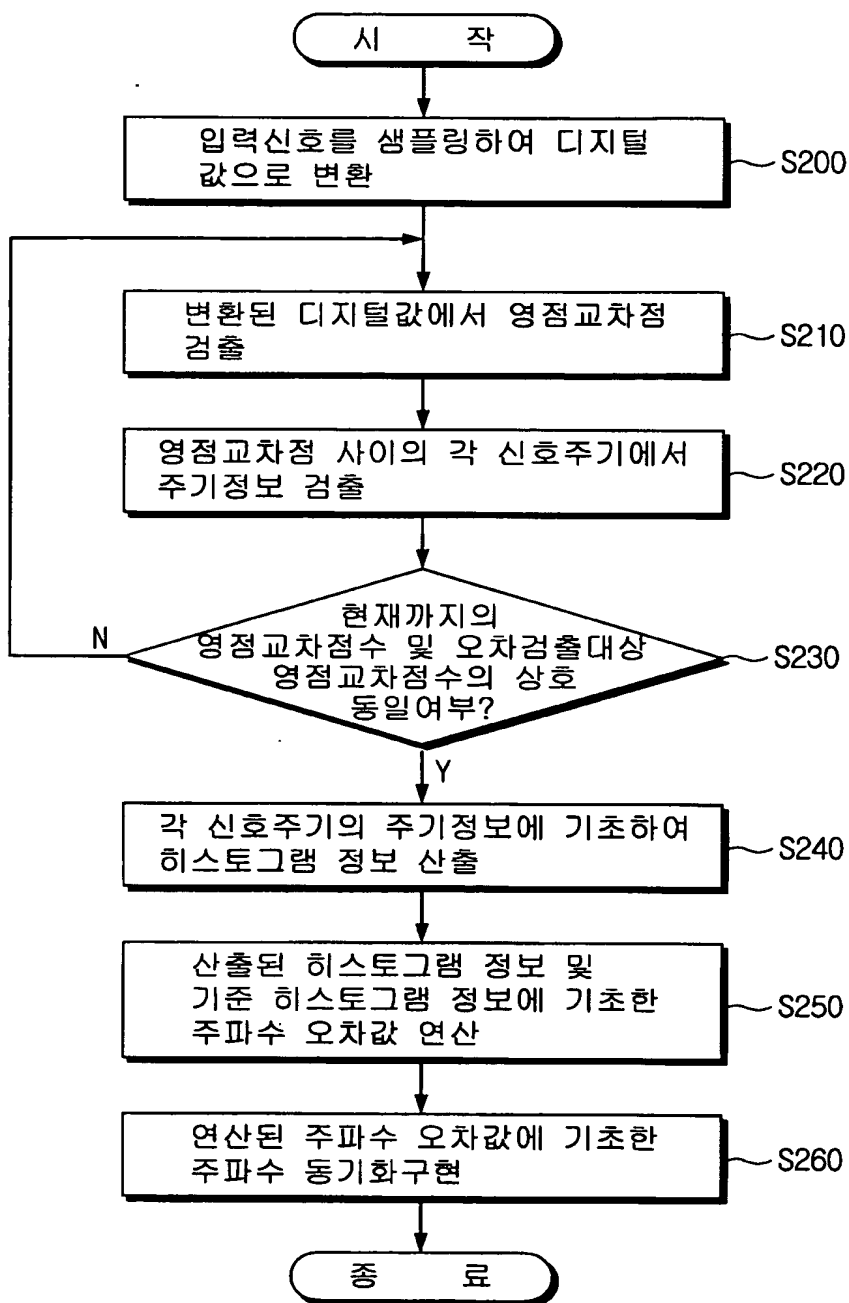 시 작
입력신호를 샘플링하여 디지털
값으로 변환
S200
변환된 디지털값에서 영점교차점
검출
S210
영점교차점 사이의 각 신호주기에서
주기정보 검출
S220
현재까지의
영점교차점수 및 오차검출대상
영점교차점수의 상호
동일여부?
S230
N
Y
각 신호주기의 주기정보에 기초하여
히스토그램 정보 산출
S240
산출된 히스토그램 정보 및
기준 히스토그램 정보에 기초한
주파수 오차값 연산
S250
연산된 주파수 오차값에 기초한
주파수 동기화구현
S260
종 료